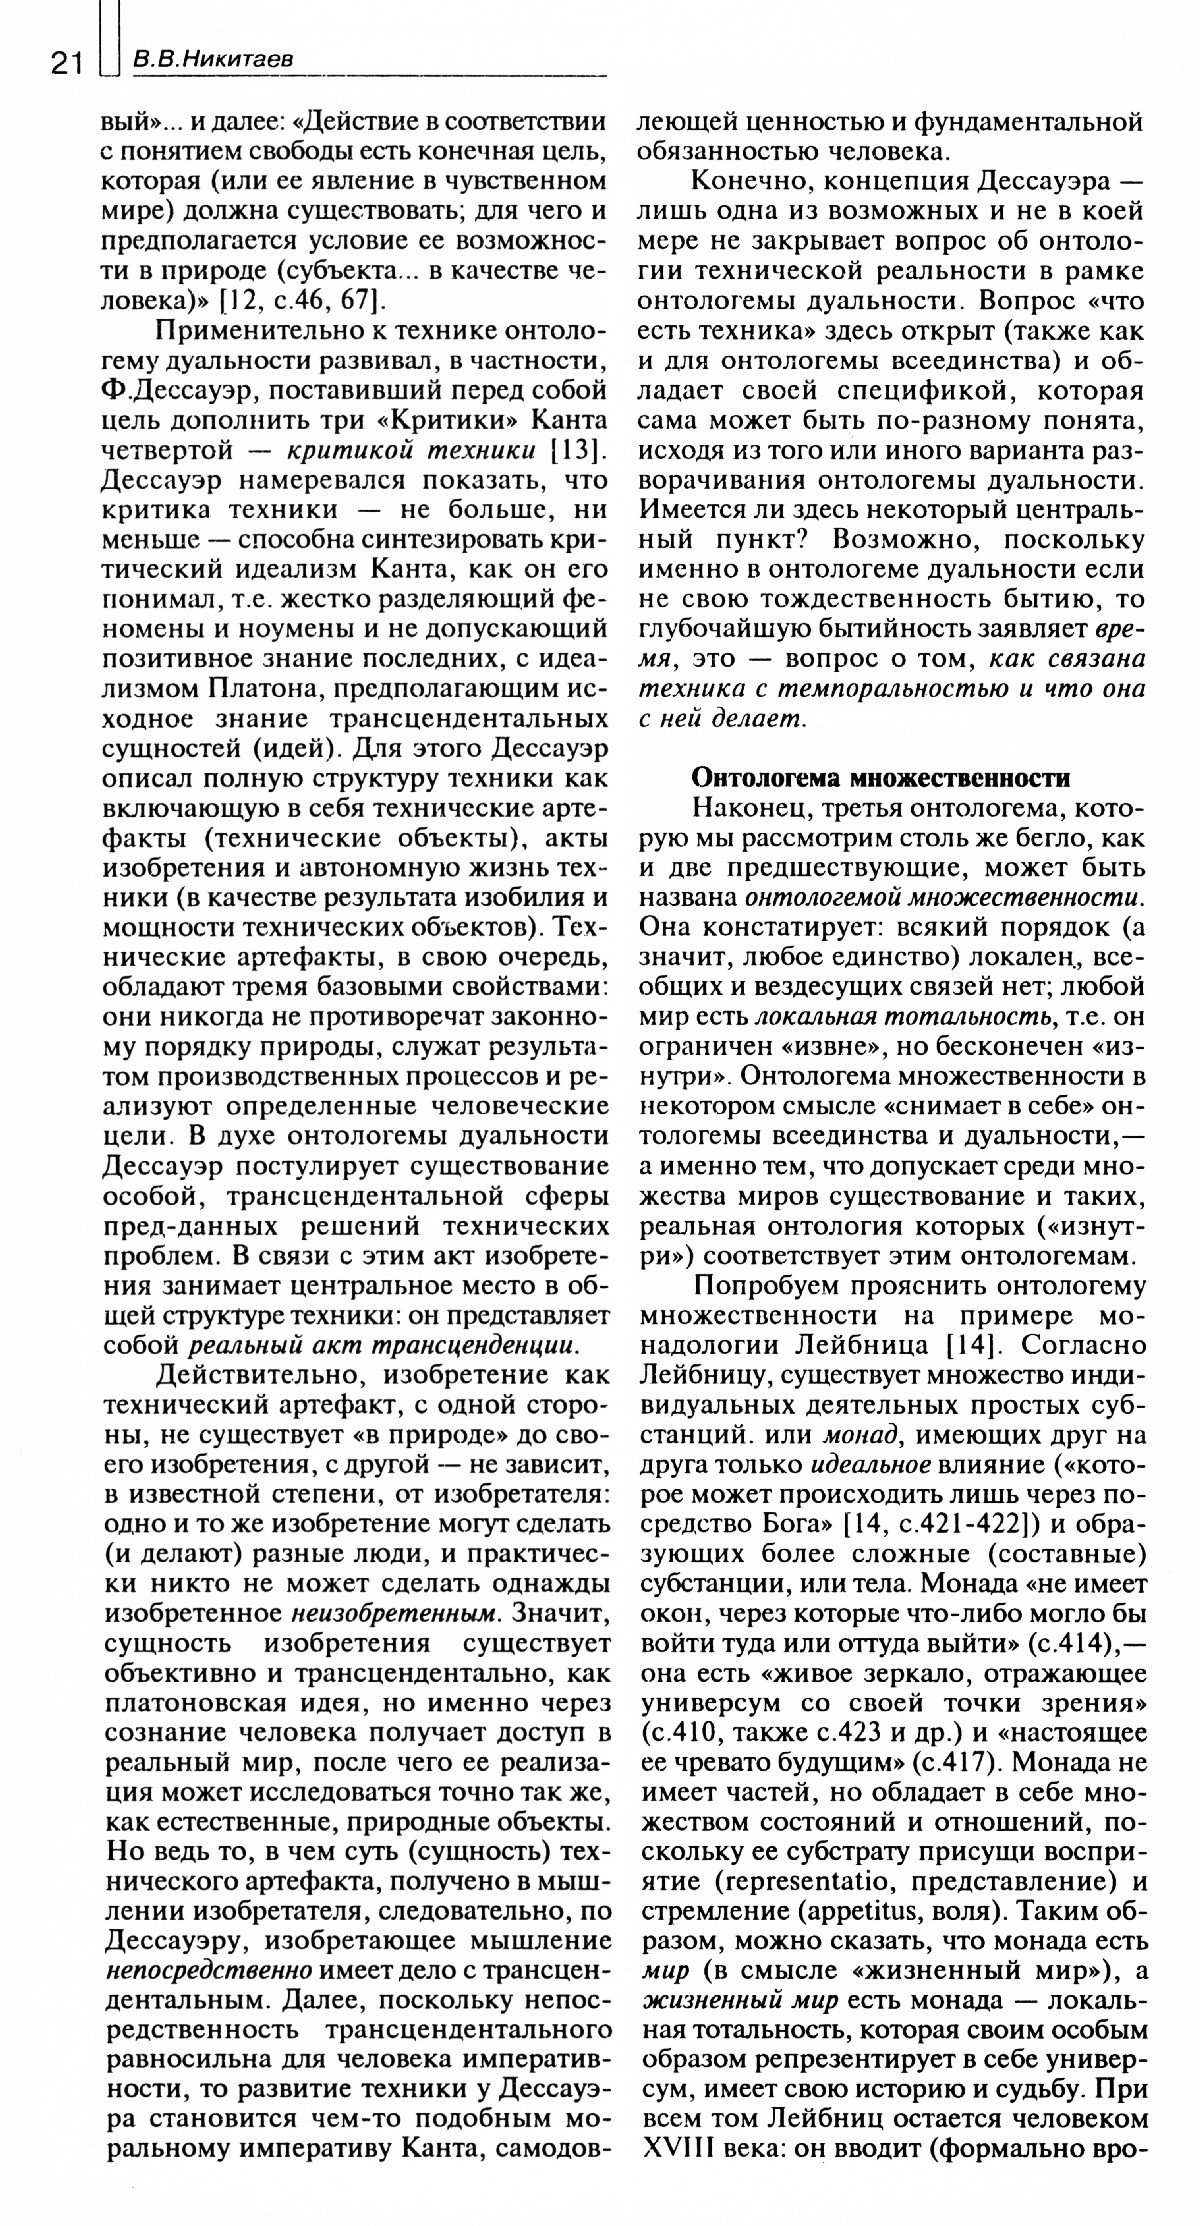 21
В.В.Никитаев
вый»... и далее: «Действие в соответствии
с понятием свободы есть конечная цель,
которая (или ее явление в чувственном
мире) должна существовать; для чего и
предполагается условие ее возможнос-
ти в природе (субъекта... в качестве че-
ловека)» [12, с.46, 67].
Применительно к технике онтоло-
гему дуальности развивал, в частности,
Ф.Дессауэр, поставивший перед собой
цель дополнить три «Критики» Канта
четвертой — критикой техники [13].
Дессауэр намеревался показать, что
критика техники — не больше, ни
меньше — способна синтезировать кри-
тический идеализм Канта, как он его
понимал, т.е. жестко разделяющий фе-
номены и ноумены и не допускающий
позитивное знание последних, с идеа-
лизмом Платона, предполагающим ис-
ходное знание трансцендентальных
сущностей (идей). Для этого Дессауэр
описал полную структуру техники как
включающую в себя технические арте-
факты (технические объекты), акты
изобретения и автономную жизнь тех-
ники (в качестве результата изобилия и
мощности технических объектов). Тех-
нические артефакты, в свою очередь,
обладают тремя базовыми свойствами:
они никогда не противоречат законно-
му порядку природы, служат результа-
том производственных процессов и ре-
ализуют определенные человеческие
цели. В духе онтологемы дуальности
Дессауэр постулирует существование
особой, трансцендентальной сферы
пред-данных решений технических
проблем. В связи с этим акт изобрете-
ния занимает центральное место в об-
щей структуре техники: он представляет
собой реальный акт трансценденции.
Действительно, изобретение как
технический артефакт, с одной сторо-
ны, не существует «в природе» до сво-
его изобретения, с другой — не зависит,
в известной степени, от изобретателя:
одно и то же изобретение могут сделать
(и делают) разные люди, и практичес-
ки никто не может сделать однажды
изобретенное неизобретенным. Значит,
сущность изобретения существует
объективно и трансцендентально, как
платоновская идея, но именно через
сознание человека получает доступ в
реальный мир, после чего ее реализа-
ция может исследоваться точно так же,
как естественные, природные объекты.
Но ведь то, в чем суть (сущность) тех-
нического артефакта, получено в мыш-
лении изобретателя, следовательно, по
Дессауэру, изобретающее мышление
непосредственно имеет дело с трансцен-
дентальным. Далее, поскольку непос-
редственность трансцендентального
равносильна для человека императив-
ности, то развитие техники у Дессауэ-
ра становится чем-то подобным мо-
ральному императиву Канта, самодов-
леющей ценностью и фундаментальной
обязанностью человека.
Конечно, концепция Дессауэра —
лишь одна из возможных и не в коей
мере не закрывает вопрос об онтоло-
гии технической реальности в рамке
онтологемы дуальности. Вопрос «что
есть техника» здесь открыт (также как
и для онтологемы всеединства) и об-
ладает своей спецификой, которая
сама может быть по-разному понята,
исходя из того или иного варианта раз-
ворачивания онтологемы дуальности.
Имеется ли здесь некоторый централь-
ный пункт? Возможно, поскольку
именно в онтологеме дуальности если
не свою тождественность бытию, то
глубочайшую бытийность заявляет вре-
мя, это — вопрос о том, как связана
техника с темпоральностью и что она
с ней делает.
Онтологема множественности
Наконец, третья онтологема, кото-
рую мы рассмотрим столь же бегло, как
и две предшествующие, может быть
названа онтологемой множественности.
Она констатирует: всякий порядок (а
значит, любое единство) локален,, все-
общих и вездесущих связей нет; любой
мир есть локальная тотальность, т.е. он
ограничен «извне», но бесконечен «из-
нутри». Онтологема множественности в
некотором смысле «снимает в себе» он-
тологемы всеединства и дуальности,—
а именно тем, что допускает среди мно-
жества миров существование и таких,
реальная онтология которых («изнут-
ри») соответствует этим онтологемам.
Попробуем прояснить онтологему
множественности на примере мо-
надологии Лейбница [14]. Согласно
Лейбницу, существует множество инди-
видуальных деятельных простых суб-
станций. или монад, имеющих друг на
друга только идеальное влияние («кото-
рое может происходить лишь через по-
средство Бога» [14, с.421-422]) и обра-
зующих более сложные (составные)
субстанции, или тела. Монада «не имеет
окон, через которые что-либо могло бы
войти туда или оттуда выйти» (с.414),—
она есть «живое зеркало, отражающее
универсум со своей точки зрения»
(с.410, также с.423 и др.) и «настоящее
ее чревато будущим» (с.417). Монада не
имеет частей, но обладает в себе мно-
жеством состояний и отношений, по-
скольку ее субстрату присущи воспри-
ятие (representatio, представление) и
стремление (appetitus, воля). Таким об-
разом, можно сказать, что монада есть
мир (в смысле «жизненный мир»), а
жизненный мир есть монада — локаль-
ная тотальность, которая своим особым
образом репрезентирует в себе универ-
сум, имеет свою историю и судьбу. При
всем том Лейбниц остается человеком
XVIII века: он вводит (формально вро-